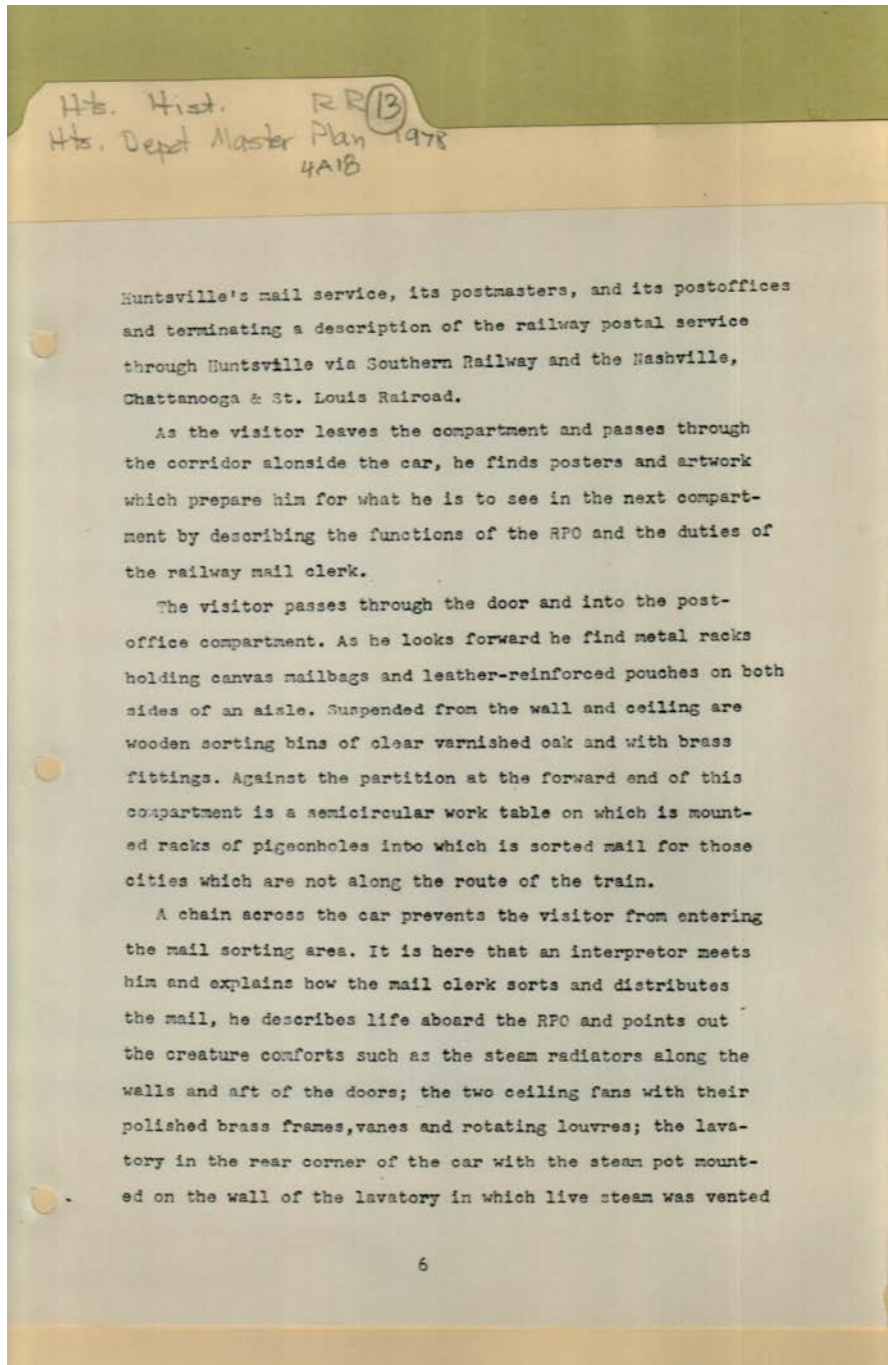 Hts. Hist. RR 13
Hts. Depot Master Plan 1978
4A1B
Huntsville's mail service, its postmasters, and its postoffices
and terminating a description of the railway postal service
through Huntsville via Southern Railway and the Nashville,
Chattanooga & St. Louis Rairoad.
As the visitor leaves the compartment and passes through
the corridor alonside the car, he finds posters and artwork
which prepare him for what he is to see in the next compart-
ment by describing the functions of the RPO and the duties of
the railway mail clerk.
The visitor passes through the door and into the post-
office compartment. As he looks forward he find metal racks
holding canvas mailbags and leather-reinforced pouches on both
sides of an aisle. Suspended from the wall and ceiling are
wooden sorting bins of clear varnished oak and with brass
fittings. Against the partition at the forward end of this
compartment is a semicircular work table on which is mount-
ed racks of pigeonholes into which is sorted mail for those
cities which are not along the route of the train.
A chain across the car prevents the visitor from entering
the mail sorting area. It is here that an interpretor meets
him and explains how the mail clerk sorts and distributes
the mail, he describes life aboard the RPO and points out
the creature comforts such as the steam radiators along the
walls and aft of the doors; the two ceiling fans with their
polished brass frames,vanes and rotating louvres; the lava-
tory in the rear corner of the car with the steam pot mount-
ed on the wall of the lavatory in which live steam was vented
6